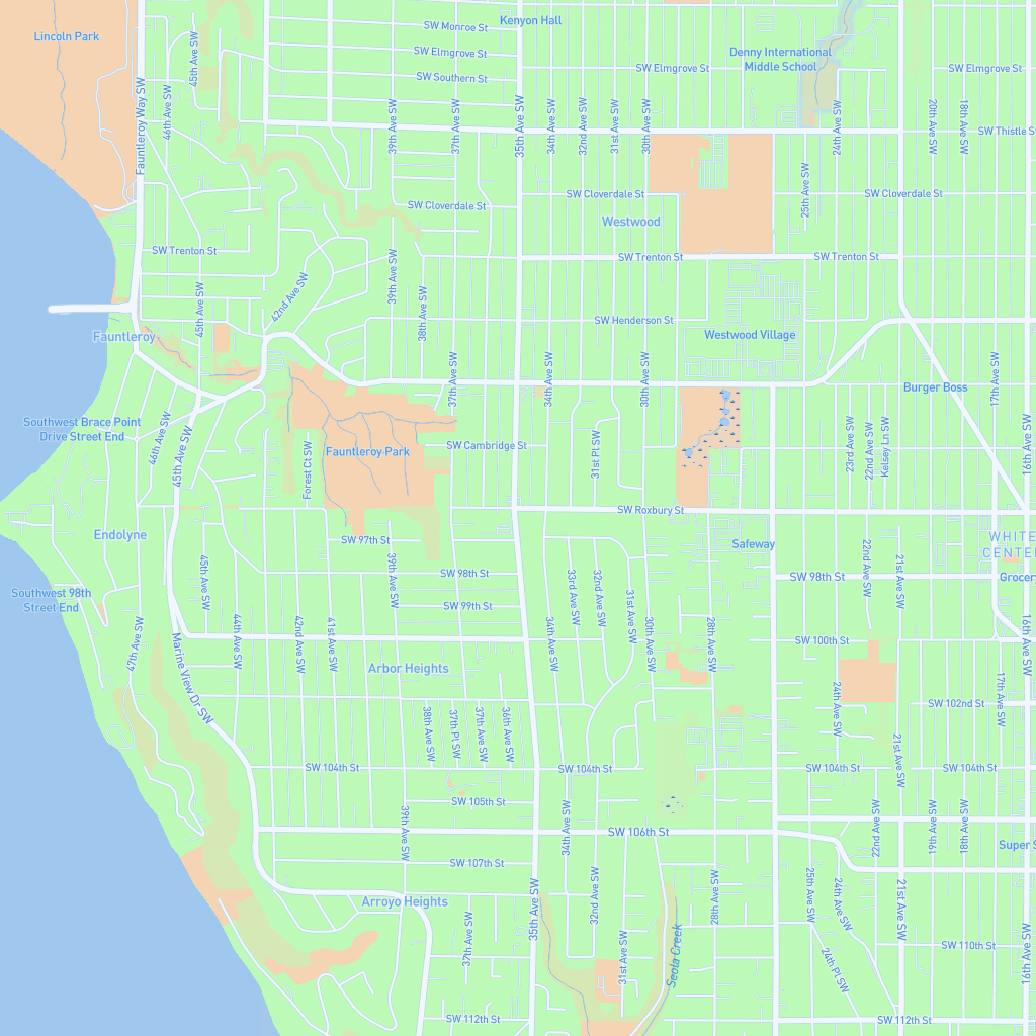 Kenyon Hall
SW Monroe St
Lincoln Park
45th Ave SW
SW Elmgrove St
Denny International
Middle School
SW Elmgrove St
SW Elmgrove St
SW Southern St
Fauntleroy Way SW
46th Ave SW
39th Ave SW
37th Ave SW
35th Ave SW
34th Ave SW
32nd Ave SW
31st Ave SW
30th Ave SW
24th Ave SW
20th Ave SW
18th Ave SW
SW Thistle S
SW Cloverdale St
SW Cloverdale St
25th Ave SW
SW Cloverdale St
Westwood
SW Trenton St
39th Ave SW
SW Trenton St
SW Trenton St
42nd Ave SW
45th Ave SW
38th Ave SW
SW Henderson St
Westwood Village
Fauntleroy
37th Ave SW
34th Ave SW
30th Ave SW
17th Ave SW
Burger Boss
Southwest Brace Point
Drive Street End
46th Ave SW
45th Ave SW
SW Cambridge St
Fauntleroy Park
Forest Ct SW
31st Pl SW
23rd Ave SW
22nd Ave SW
Kelsey Ln SW
16th Ave SW
SW Roxbury St
Endolyne
SW 97th St
Safeway
WHITE
CENTER
45th Ave SW
39th Ave SW
SW 98th St
33rd Ave SW
32nd Ave SW
22nd Ave SW
21st Ave SW
SW 98th St
Grocer
Southwest 98th
Street End
SW 99th St
31st Ave SW
47th Ave SW
44th Ave SW
42nd Ave SW
41st Ave SW
34th Ave SW
30th Ave SW
28th Ave SW
SW 100th St
16th Ave SW
Marine View Dr SW
Arbor Heights
24th Ave SW
17th Ave SW
SW 102nd St
38th Ave SW
37th Pl SW
37th Ave SW
36th Ave SW
21st Ave SW
SW 104th St
SW 104th St
SW 104th St
SW 104th St
SW 105th St
39th Ave SW
34th Ave SW
SW 106th St
22nd Ave SW
19th Ave SW
18th Ave SW
Super S
SW 107th St
Arroyo Heights
35th Ave SW
32nd Ave SW
28th Ave SW
25th Ave SW
24th Ave SW
21st Ave SW
37th Ave SW
31st Ave SW
Seola Creek
SW 110th St
24th Pl SW
16th Ave SW
SW 112th St
SW 112th St